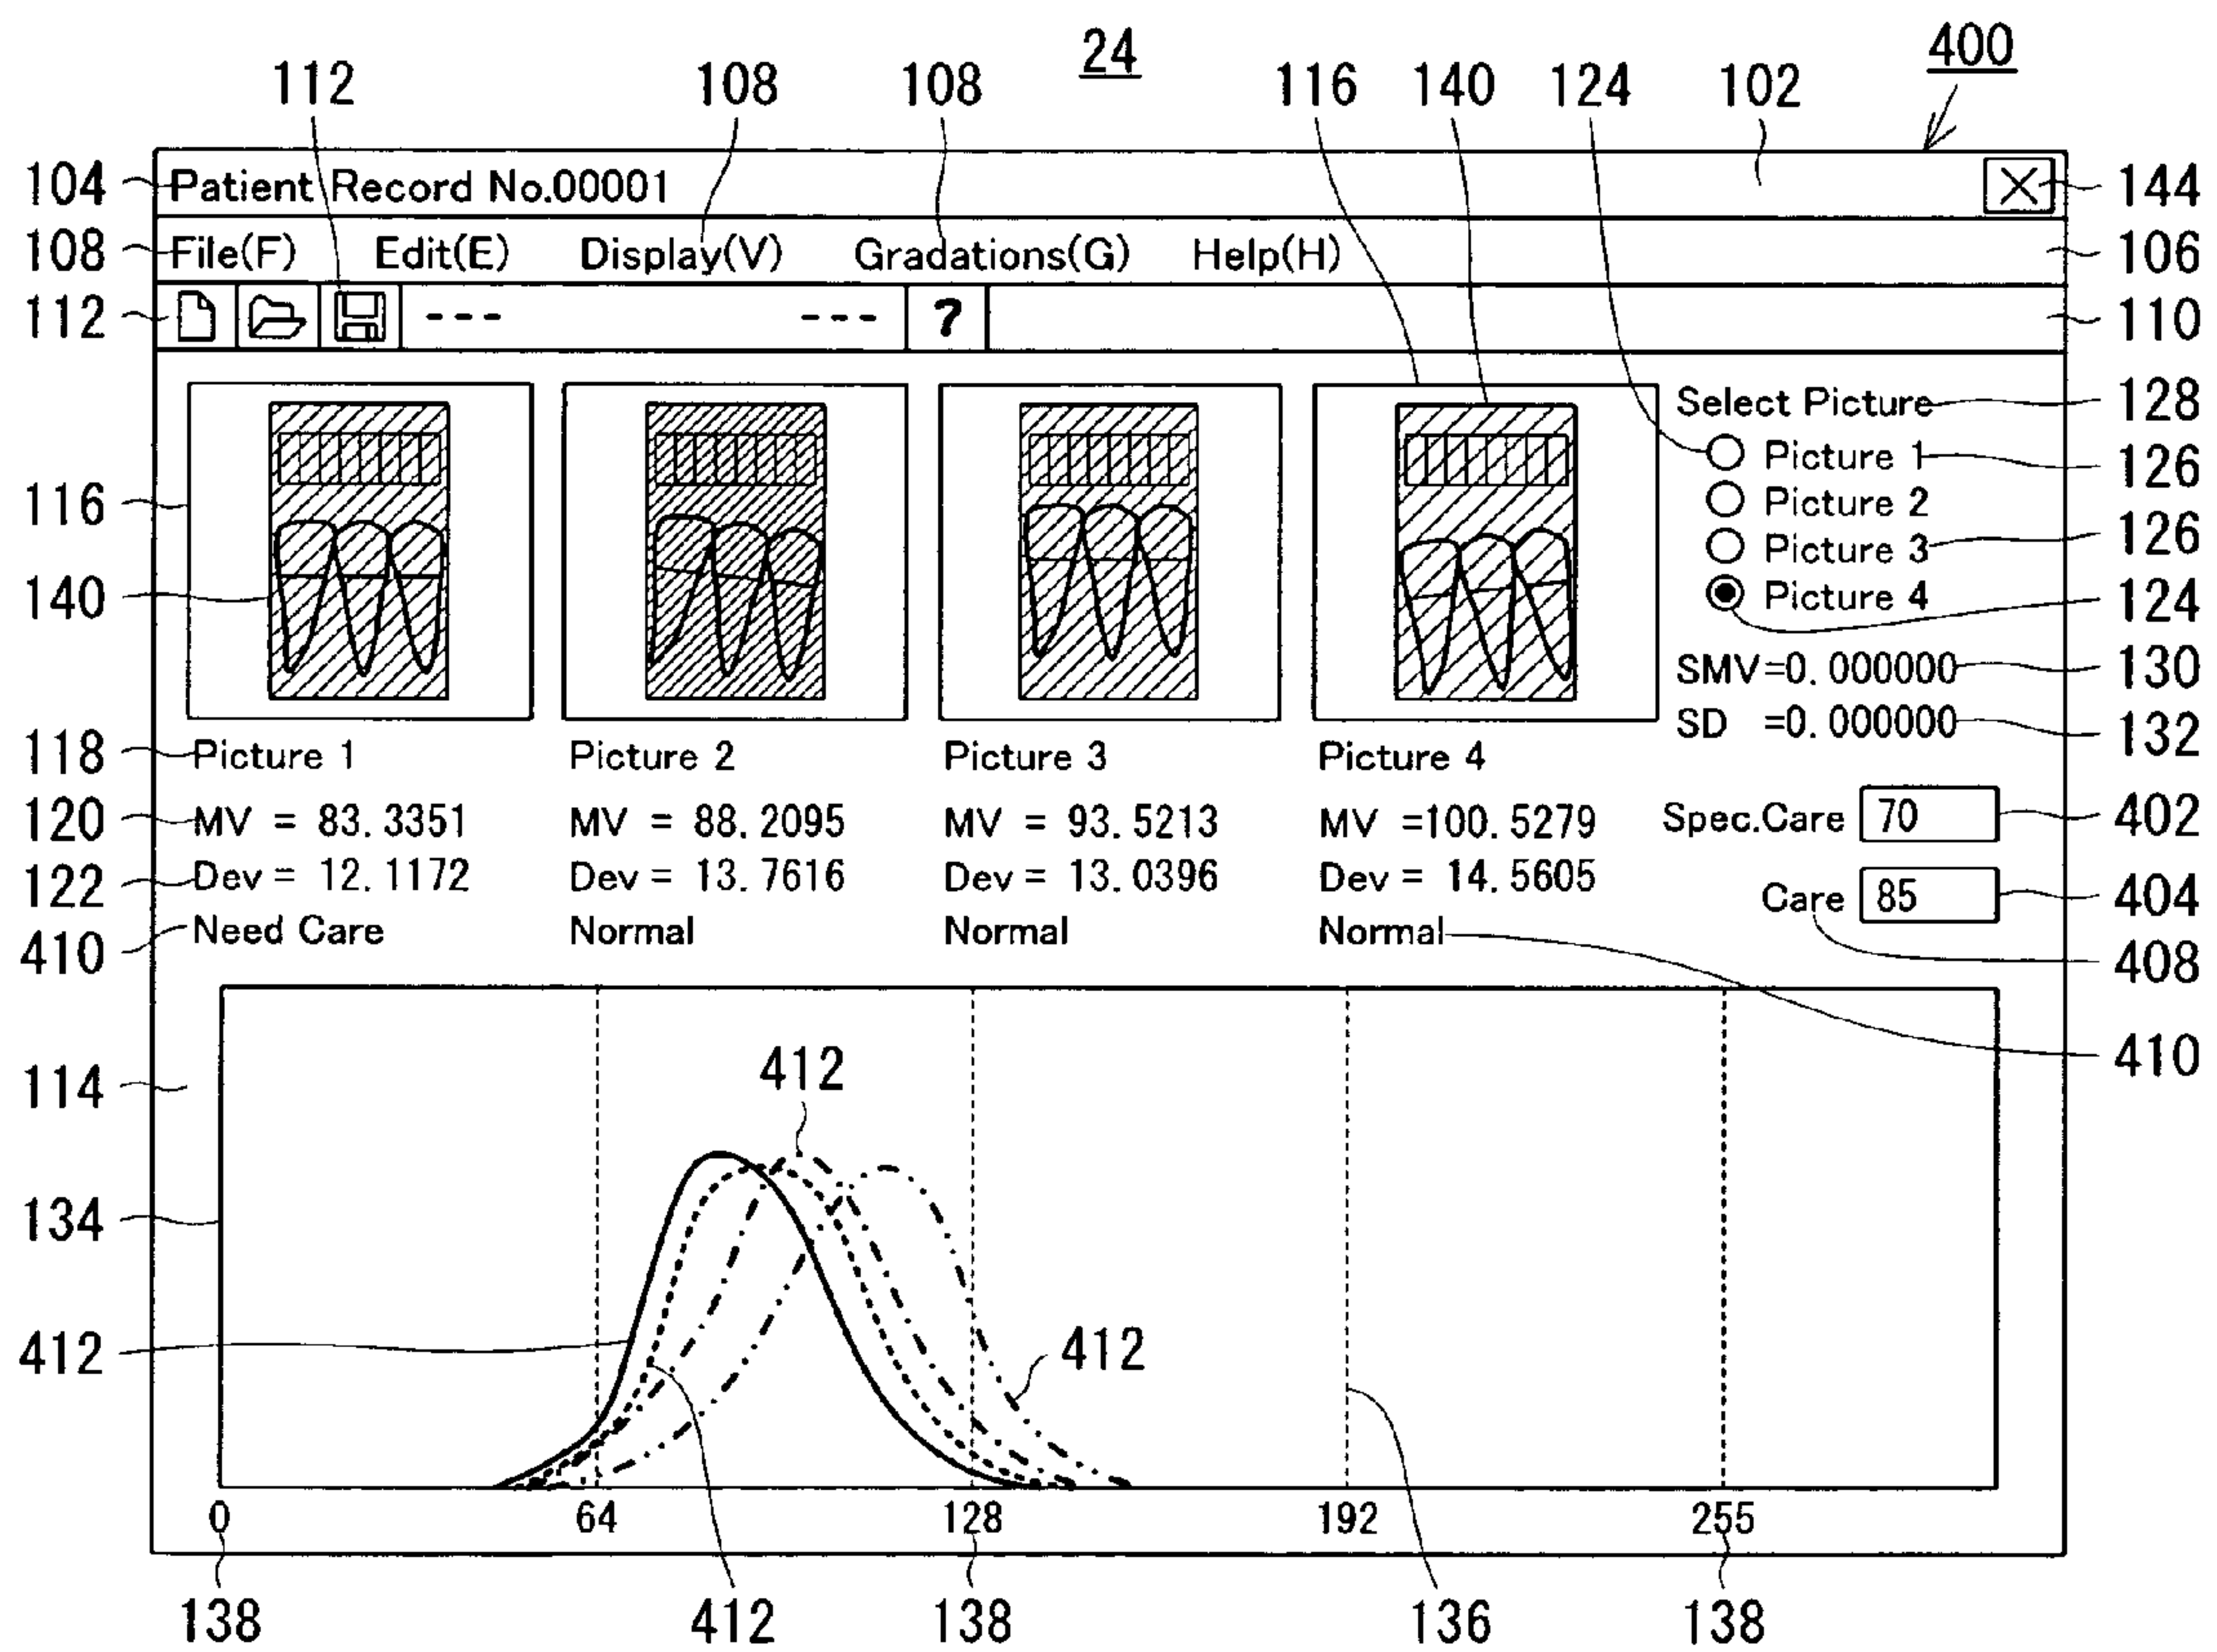 24
400
112 108 108 116 140 124 102
104 Patient Record No.00001 144
108 File(F) Edit(E) Display(V) Gradations(G) Help(H) 106
112 --- --- ? 110
Select Picture 128
Picture 1 126
116 Picture 2
Picture 3 126
140 Picture 4 124
SMV=0.000000 130
SD =0.000000 132
118 Picture 1 Picture 2 Picture 3 Picture 4
120 MV = 83.3351 MV = 88.2095 MV = 93.5213 MV =100.5279 Spec.Care 70 402
122 Dev = 12.1172 Dev = 13.7616 Dev = 13.0396 Dev = 14.5605 Care 85 404
410 Need Care Normal Normal Normal 408
410
412
114
134
412 412
0 64 128 192 255
138 412 138 136 138